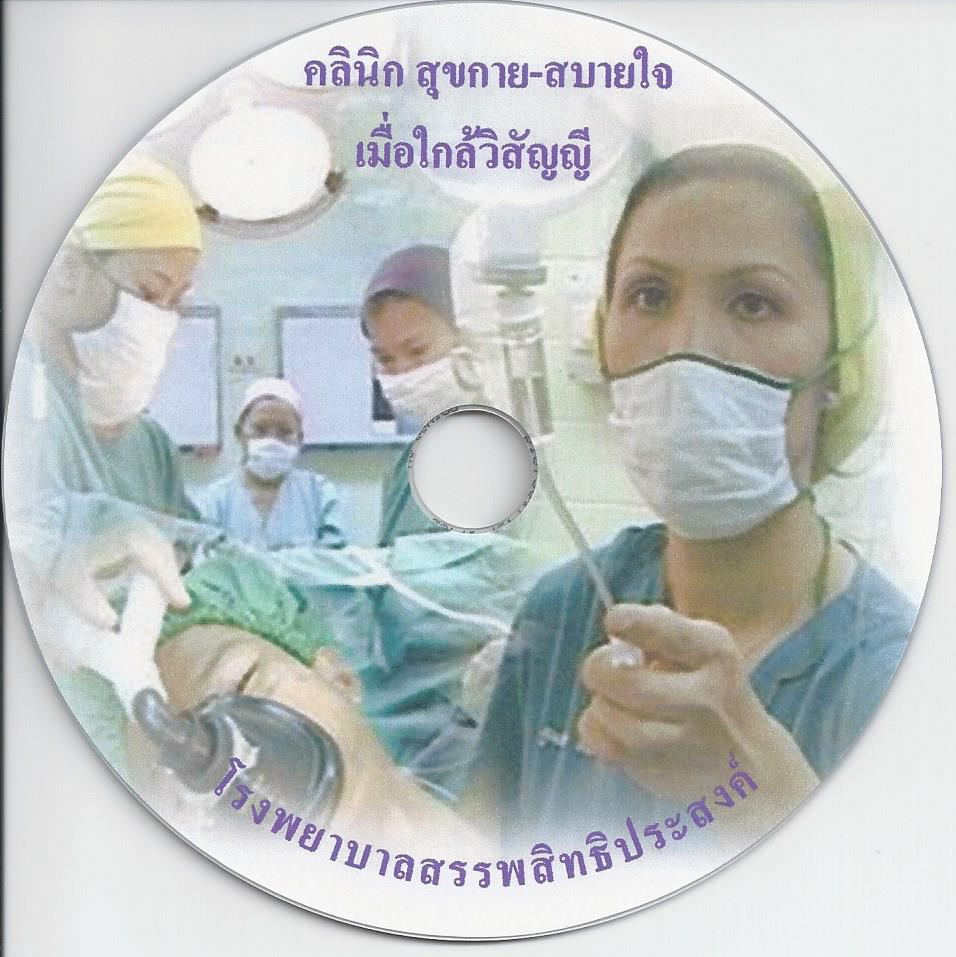 คลินิก สุขกาย-สบายใจ
เมื่อใกล้วิสัญญี
โรงพยาบาลสรรพสิทธิประสงค์